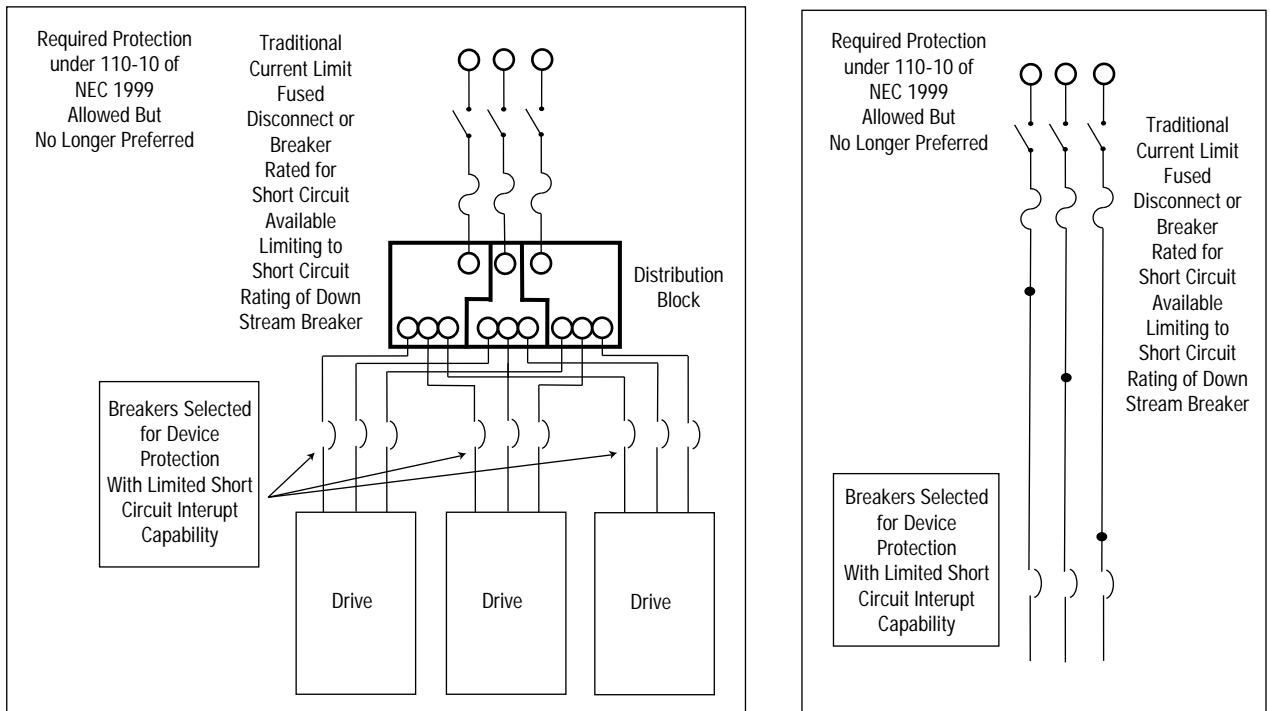 Required Protection
under 110-10 of
NEC 1999
Allowed But
No Longer Preferred
Traditional
Current Limit
Fused
Disconnect or
Breaker
Rated for
Short Circuit
Available
Limiting to
Short Circuit
Rating of Down
Stream Breaker
Distribution
Block
Breakers Selected
for Device
Protection
With Limited Short
Circuit Interupt
Capability
Drive
Drive
Drive
Required Protection
under 110-10 of
NEC 1999
Allowed But
No Longer Preferred
Traditional
Current Limit
Fused
Disconnect or
Breaker
Rated for
Short Circuit
Available
Limiting to
Short Circuit
Rating of Down
Stream Breaker
Breakers Selected
for Device
Protection
With Limited Short
Circuit Interupt
Capability